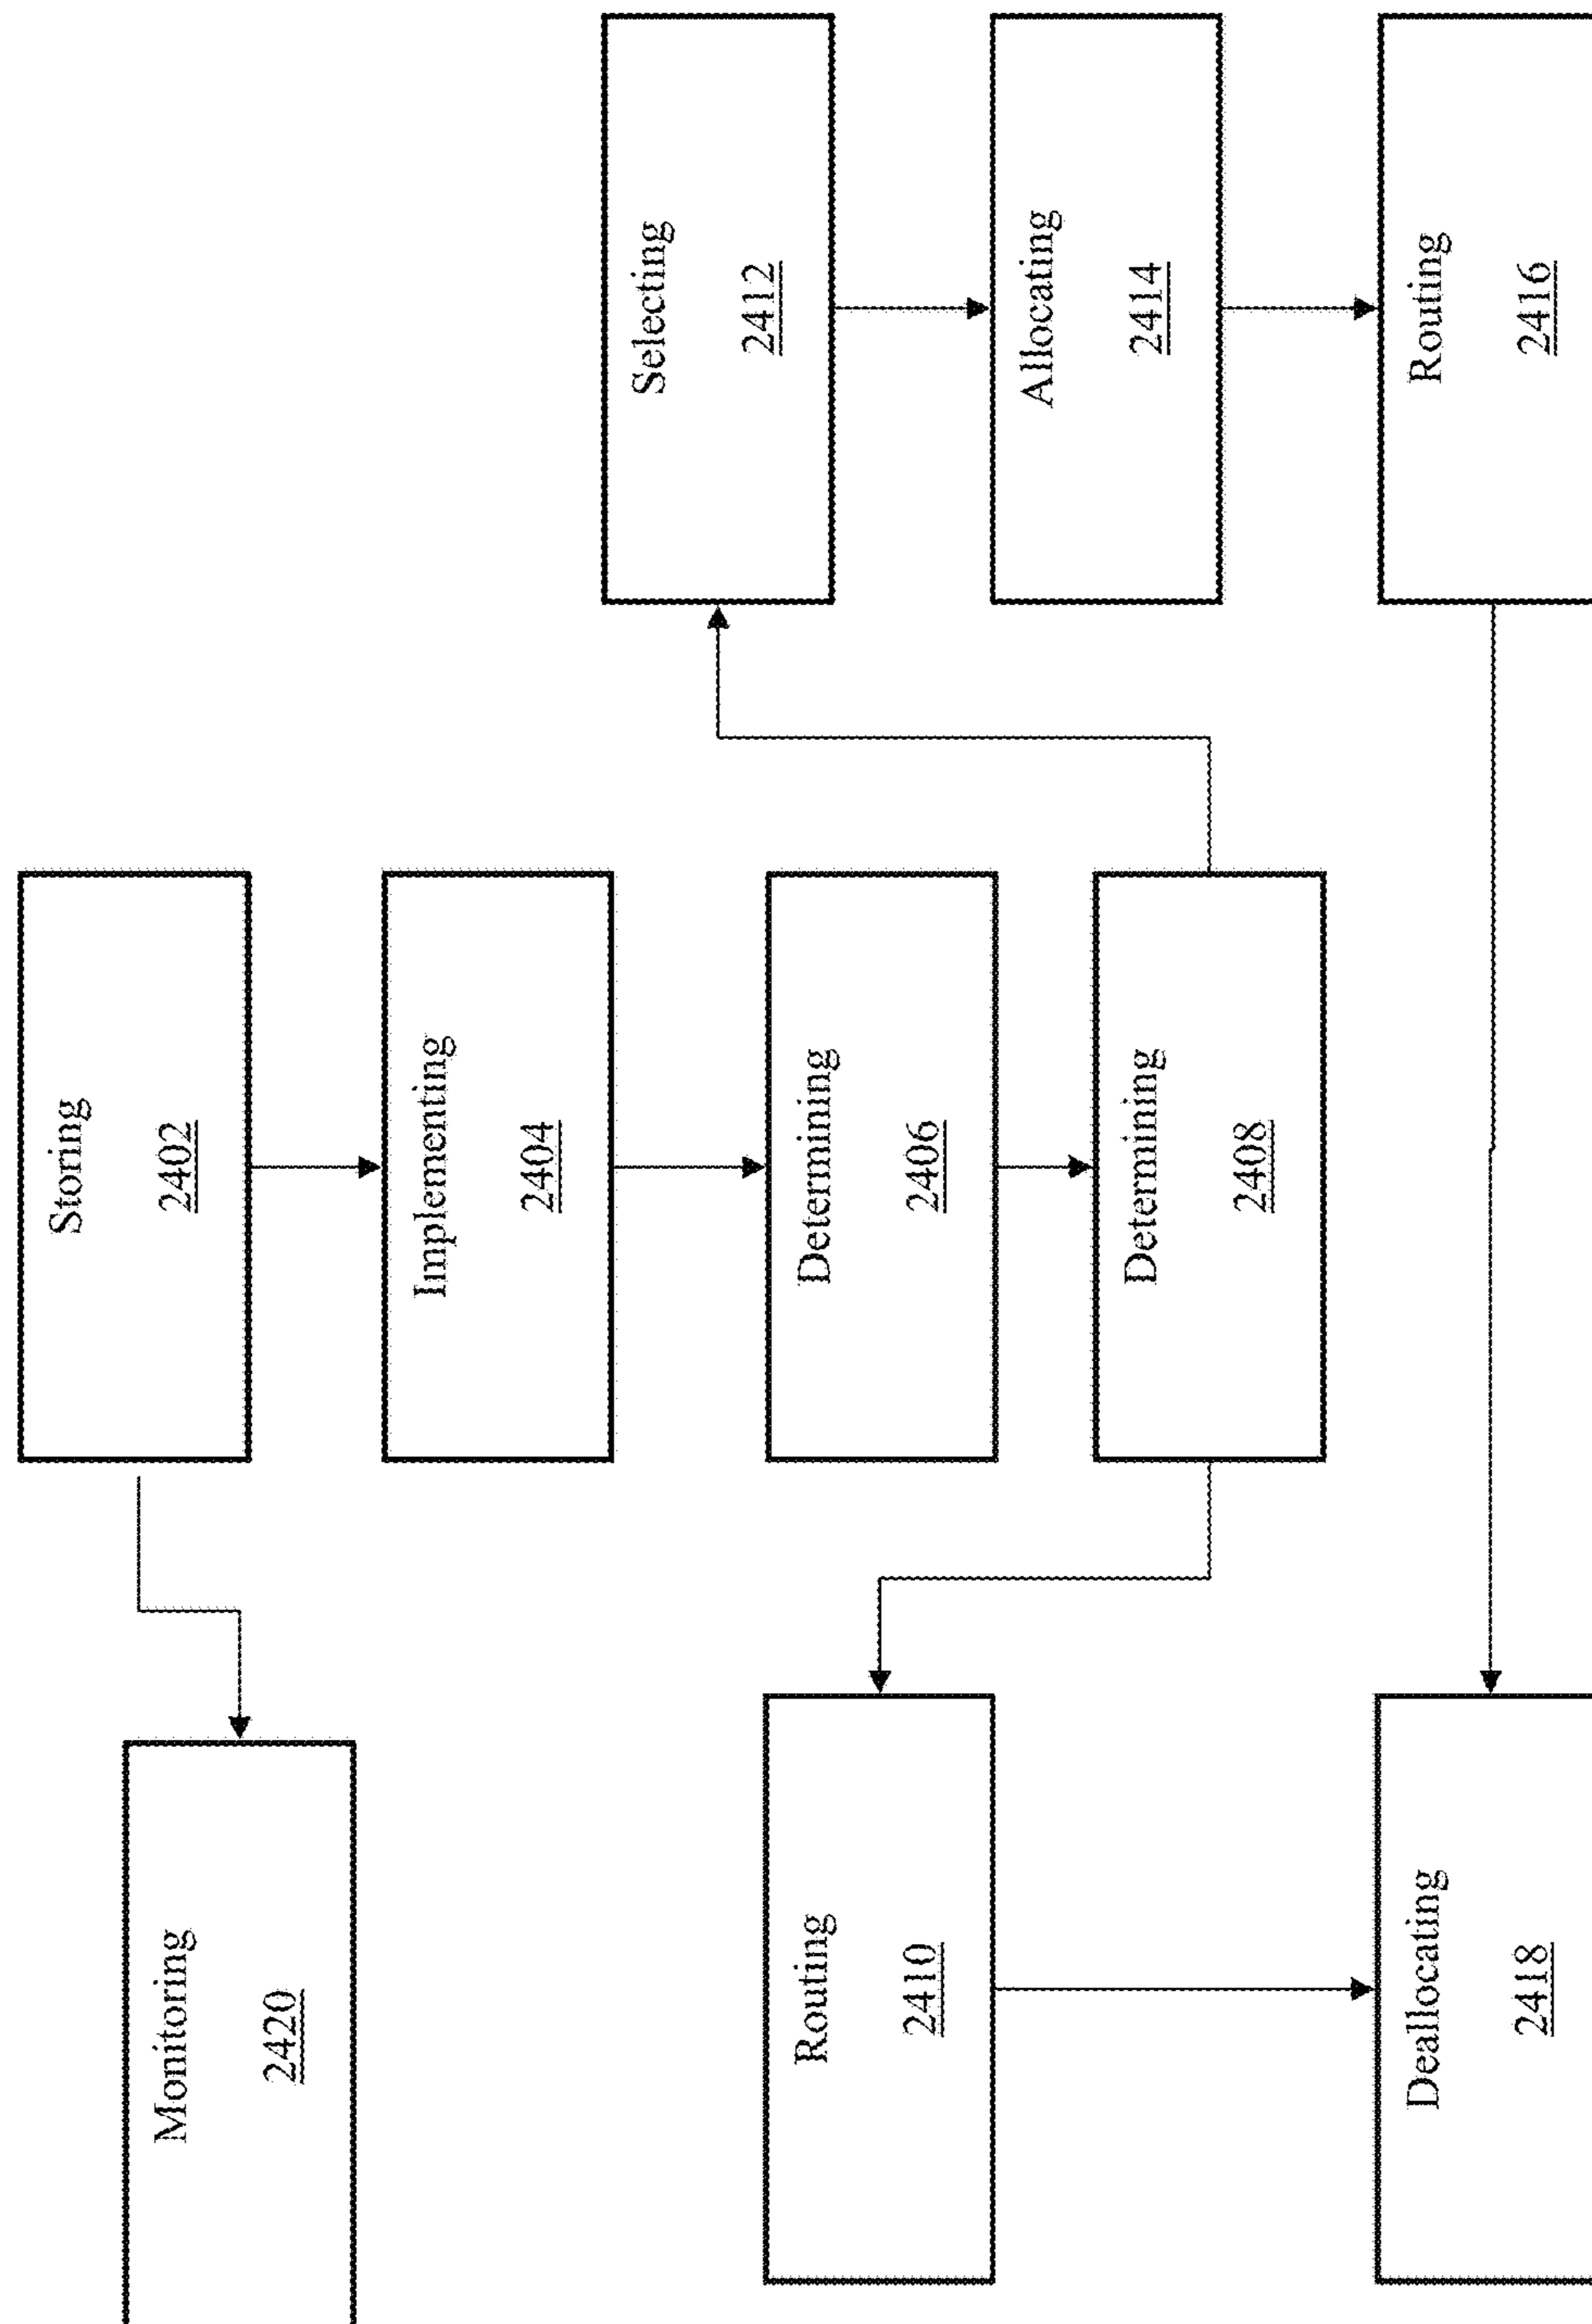 Storing
2402
Implementing
2404
Determining
2406
Determining
2408
Monitoring
2420
Routing
2410
Deallocating
2418
Selecting
2412
Allocating
2414
Routing
2416